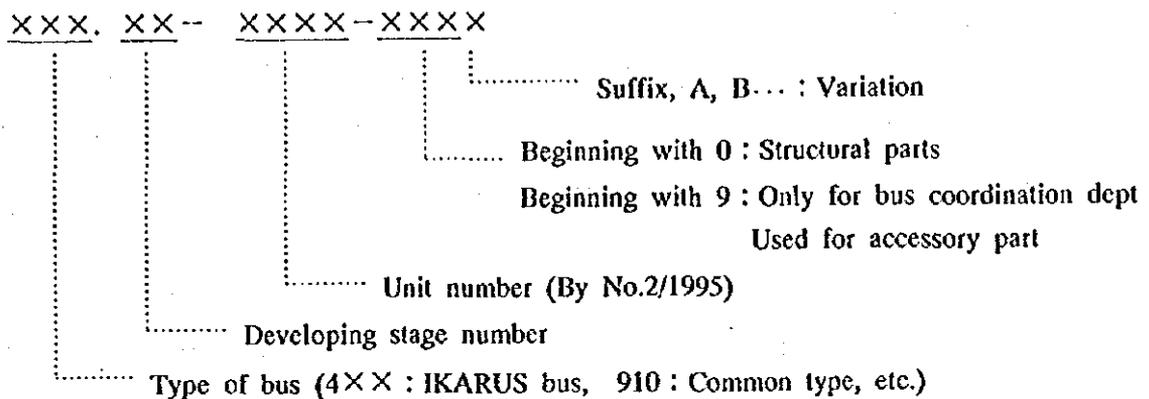 ×××. ××-- ××××-××××
Suffix, A, B... : Variation
Beginning with 0 : Structural parts
Beginning with 9 : Only for bus coordination dept
Used for accessory part
Unit number (By No.2/1995)
Developing stage number
Type of bus (4×× : IKARUS bus, 910 : Common type, etc.)